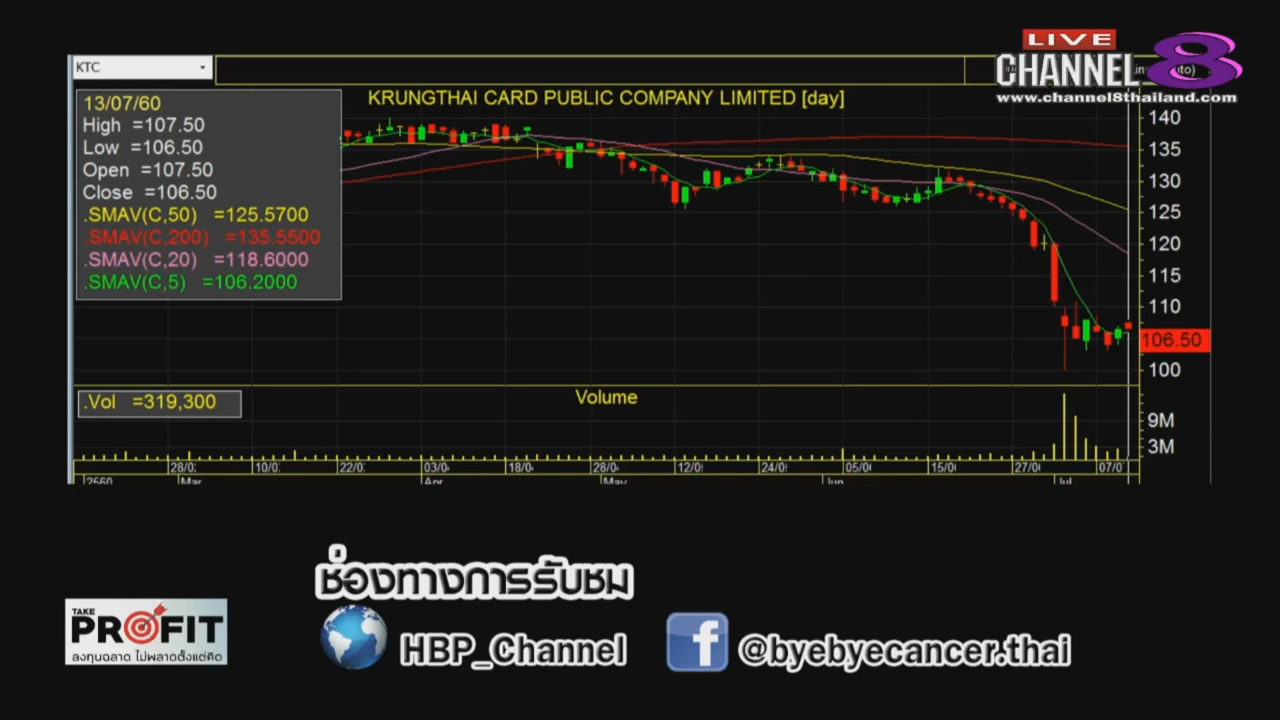 LIVE
CHANNEL 8
www.channel8thailand.com
KTC
KRUNGTHAI CARD PUBLIC COMPANY LIMITED [day]
13/07/60
High =107.50
Low =106.50
Open =107.50
Close =106.50
.SMAV(C,50) =125.5700
.SMAV(C,200) =135.5500
.SMAV(C,20) =118.6000
.SMAV(C,5) =106.2000
140
135
130
125
120
115
110
106.50
100
.Vol =319,300
Volume
9M
3M
28/0 10/0 22/0 03/0 18/0 28/0 12/0 24/0 05/0 15/0 27/0 07/0
2560 Mar Apr May Jun Jul
ช่องทางการรับชม
TAKE
PROFIT
ลงทุนฉลาด ไม่พลาดตั้งแต่คิด
HBP_Channel
@byebyecancer.thai